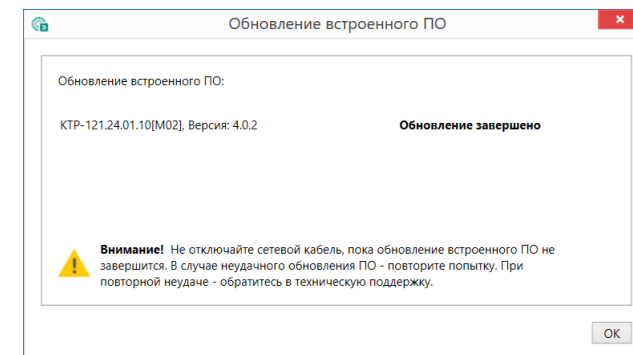 Обновление встроенного ПО
Обновление встроенного ПО:
КТР-121.24.01.10[M02], Версия: 4.0.2
Обновление завершено
Внимание! Не отключайте сетевой кабель, пока обновление встроенного ПО не
завершится. В случае неудачного обновления ПО - повторите попытку. При
повторной неудаче - обратитесь в техническую поддержку.
ОК